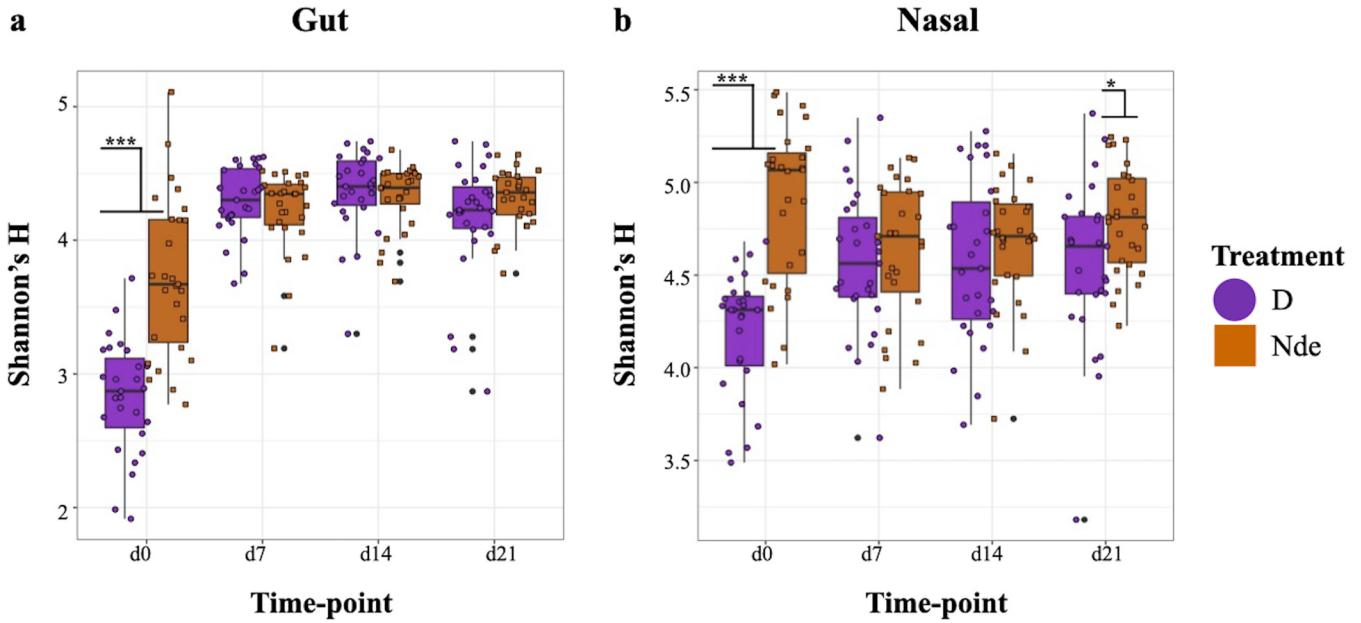 a
Gut
b
Nasal
Shannon's H
5
4
3
2
***
d0
d7
d14
d21
Time-point
Shannon's H
5.5
5.0
4.5
4.0
3.5
***
*
d0
d7
d14
d21
Time-point
Treatment
D
Nde